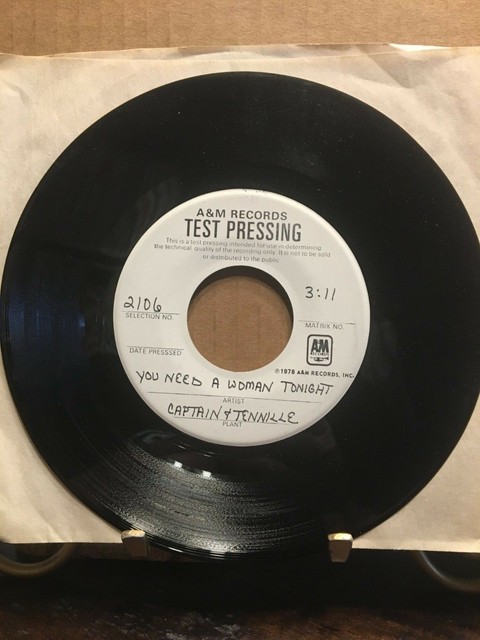 A&M RECORDS
TEST PRESSING
This is a test pressing intended for use in determining
the technical quality of the recording only. It is not to be sold
or distributed to the public.
2106
3:11
SELECTION NO.
MATRIX NO.
A&M
RECORDS
DATE PRESSSED
℗1978 A&M RECORDS, INC.
YOU NEED A WOMAN TONIGHT
ARTIST
CAPTAIN & TENNILLE
PLANT